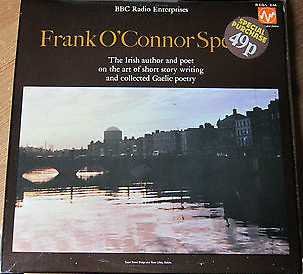 BBC Radio Enterprises
Frank O'Connor Spe
The Irish author and poet
on the art of short story writing
and collected Gaelic poetry
SPECIAL
PURCHASE
49p